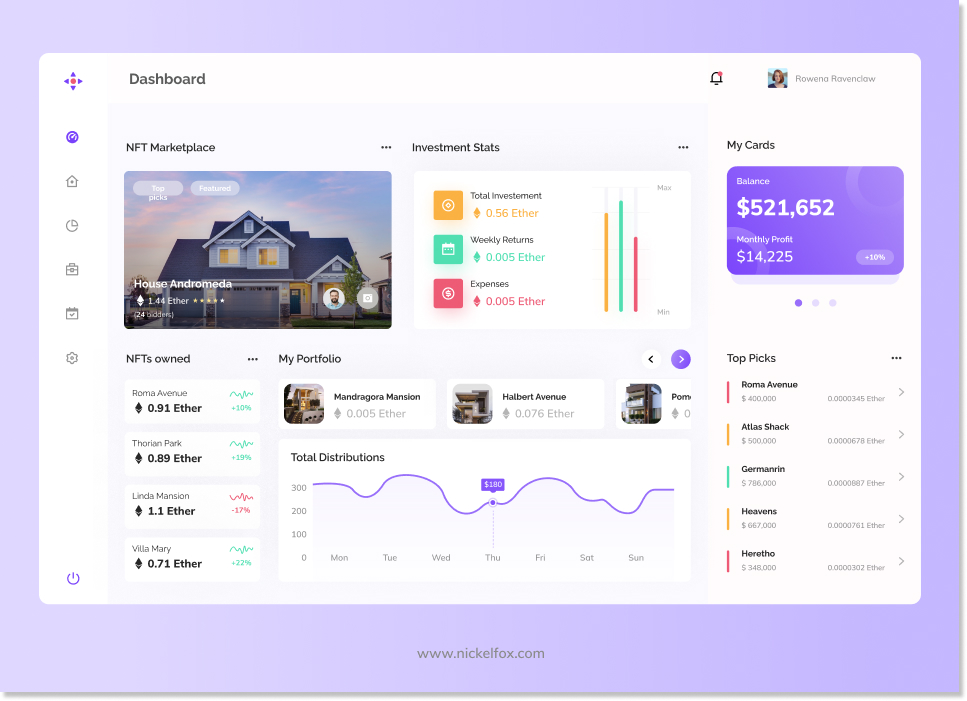 Dashboard
Rowena Ravenclaw
NFT Marketplace
Top
picks
Featured
House Andromeda
1.44 Ether
(24 bidders)
Investment Stats
Total Investement
0.56 Ether
Weekly Returns
0.005 Ether
Expenses
0.005 Ether
Max
Min
My Cards
Balance
$521,652
Monthly Profit
$14,225
+10%
NFTs owned
Roma Avenue
0.91 Ether
+10%
Thorian Park
0.89 Ether
+19%
Linda Mansion
1.1 Ether
-17%
Villa Mary
0.71 Ether
+22%
My Portfolio
Mandragora Mansion
0.005 Ether
Halbert Avenue
0.076 Ether
Pom
0
Total Distributions
$180
300
200
100
0
Mon Tue Wed Thu Fri Sat Sun
Top Picks
Roma Avenue
$ 400,000 0.0000345 Ether
Atlas Shack
$ 500,000 0.0000678 Ether
Germanrin
$ 786,000 0.0000987 Ether
Heavens
$ 667,000 0.0000761 Ether
Heretho
$ 348,000 0.0000302 Ether
www.nickelfox.com